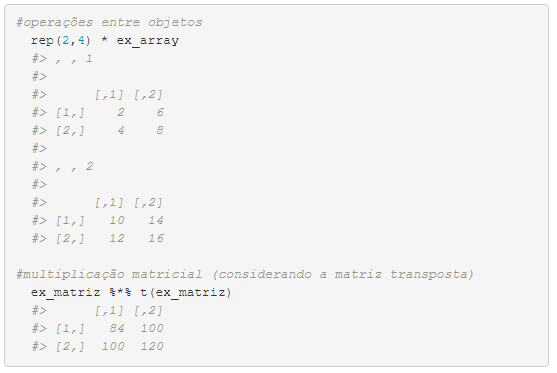 #operações entre objetos
  rep(2,4) * ex_array
  #> , , 1
  #>
  #>      [,1] [,2]
  #> [1,]    2    6
  #> [2,]    4    8
  #>
  #> , , 2
  #>
  #>      [,1] [,2]
  #> [1,]   10   14
  #> [2,]   12   16

#multiplicação matricial (considerando a matriz transposta)
  ex_matriz %*% t(ex_matriz)
  #>      [,1] [,2]
  #> [1,]   84  100
  #> [2,]  100  120